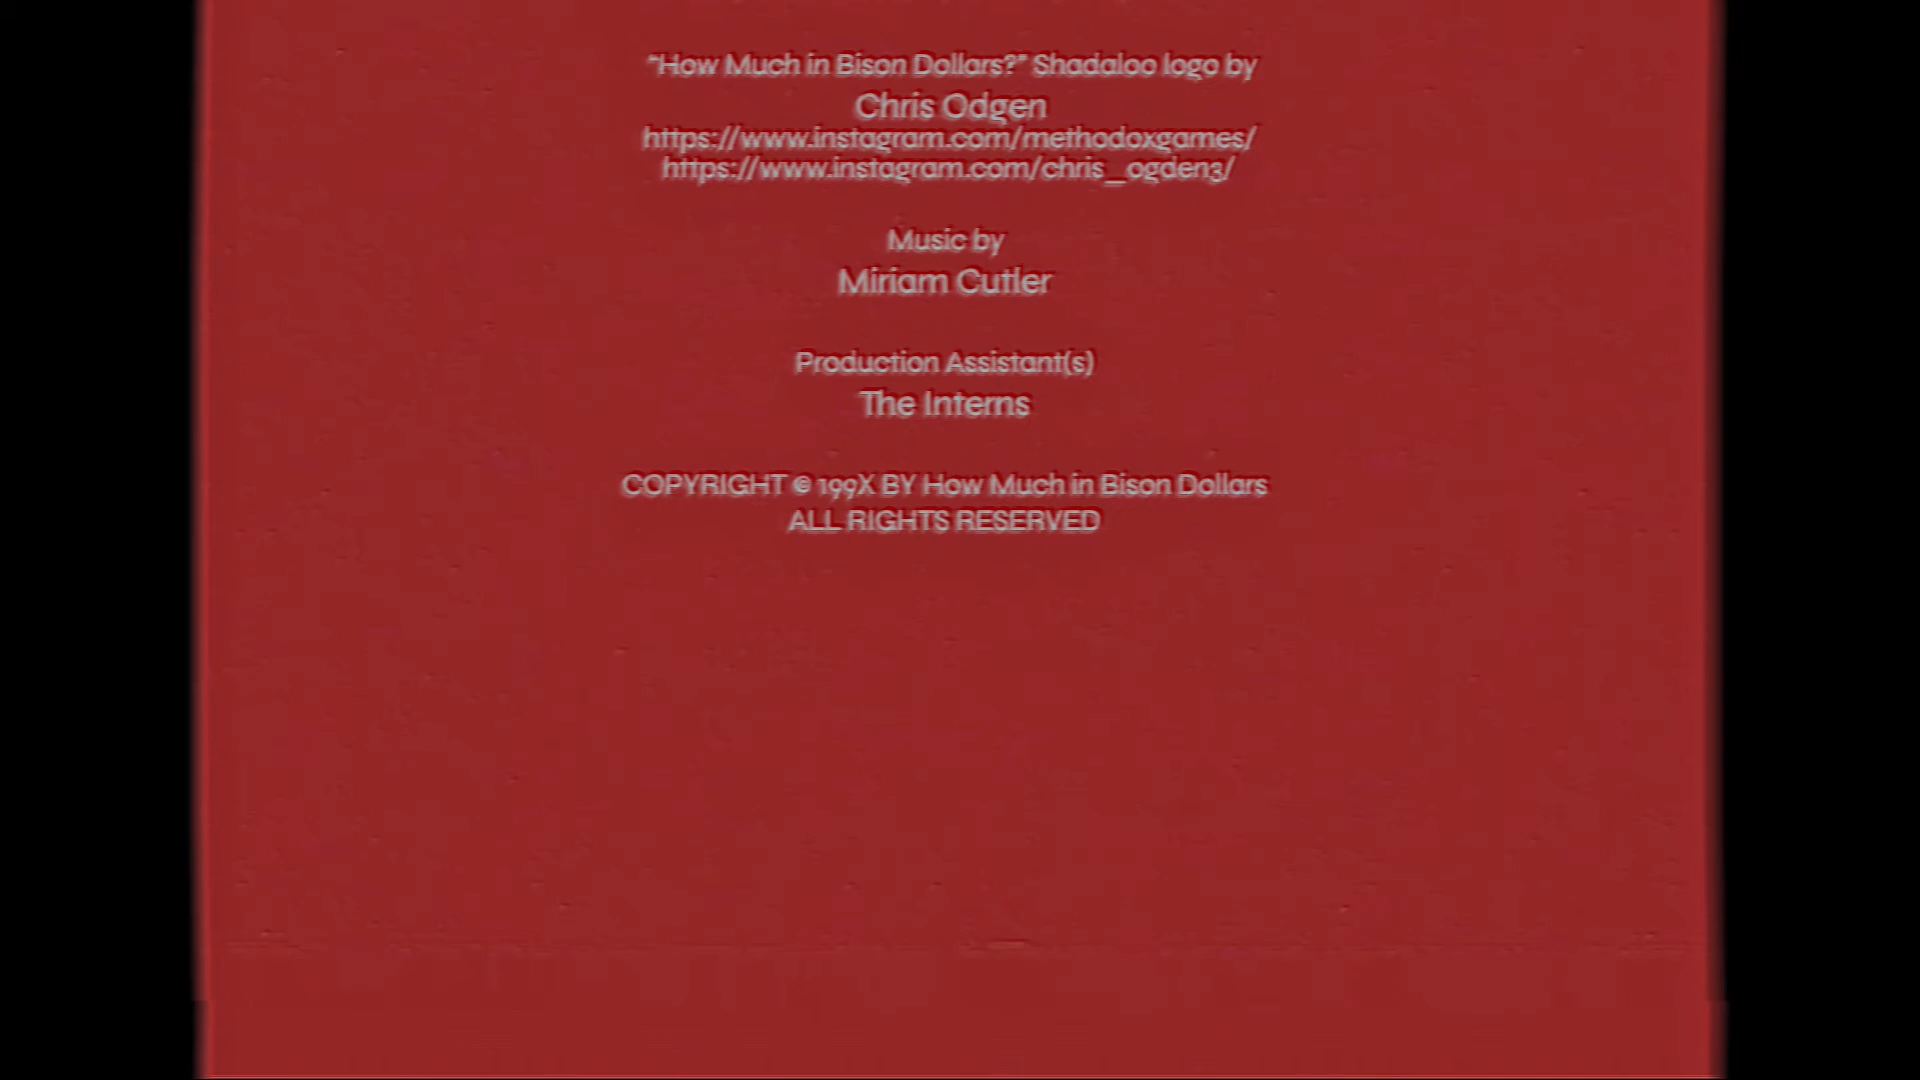 “How Much in Bison Dollars?” Shadaloo logo by
Chris Odgen
https://www.instagram.com/methodoxgames/
https://www.instagram.com/chris_ogden3/
Music by
Miriam Cutler
Production Assistant(s)
The Interns
COPYRIGHT © 199X BY How Much in Bison Dollars
ALL RIGHTS RESERVED